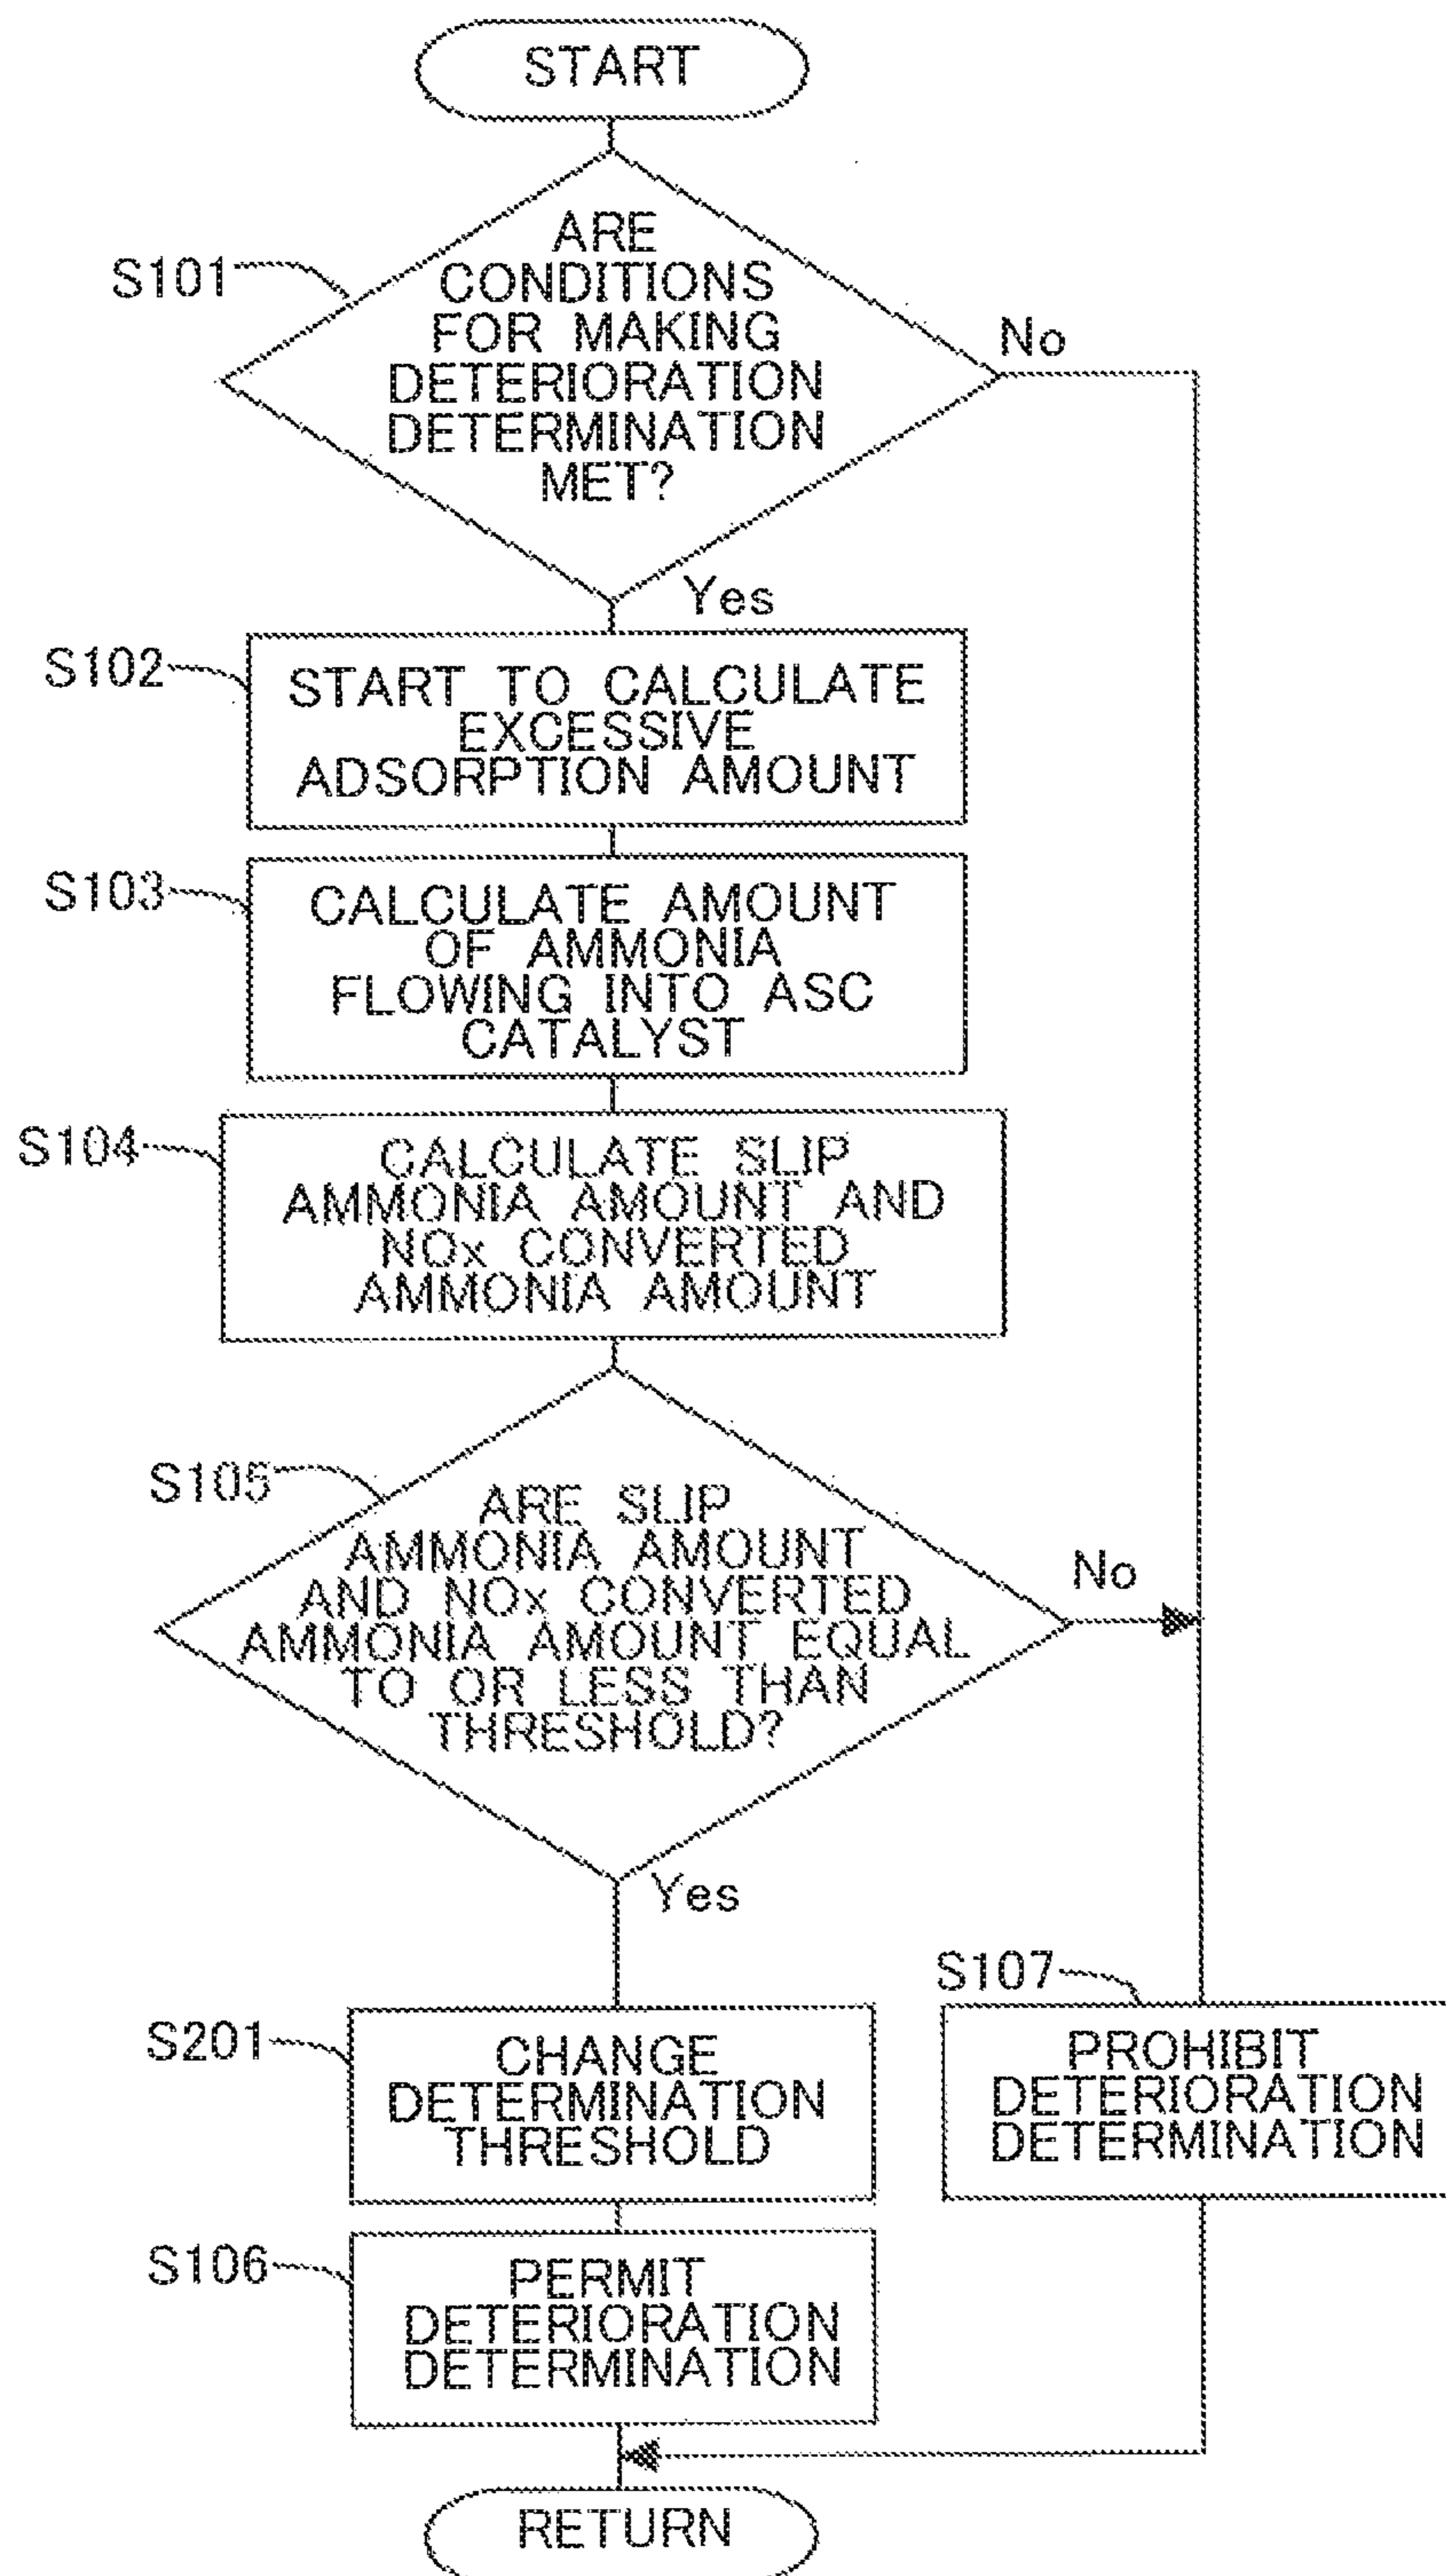 START
S101
ARE
CONDITIONS
FOR MAKING
DETERIORATION
DETERMINATION
MET?
No
Yes
S102
START TO CALCULATE
EXCESSIVE
ADSORPTION AMOUNT
S103
CALCULATE AMOUNT
OF AMMONIA
FLOWING INTO ASC
CATALYST
S104
CALCULATE SLIP
AMMONIA AMOUNT AND
NOx CONVERTED
AMMONIA AMOUNT
S105
ARE SLIP
AMMONIA AMOUNT
AND NOx CONVERTED
AMMONIA AMOUNT EQUAL
TO OR LESS THAN
THRESHOLD?
No
Yes
S201
CHANGE
DETERMINATION
THRESHOLD
S107
PROHIBIT
DETERIORATION
DETERMINATION
S106
PERMIT
DETERIORATION
DETERMINATION
RETURN